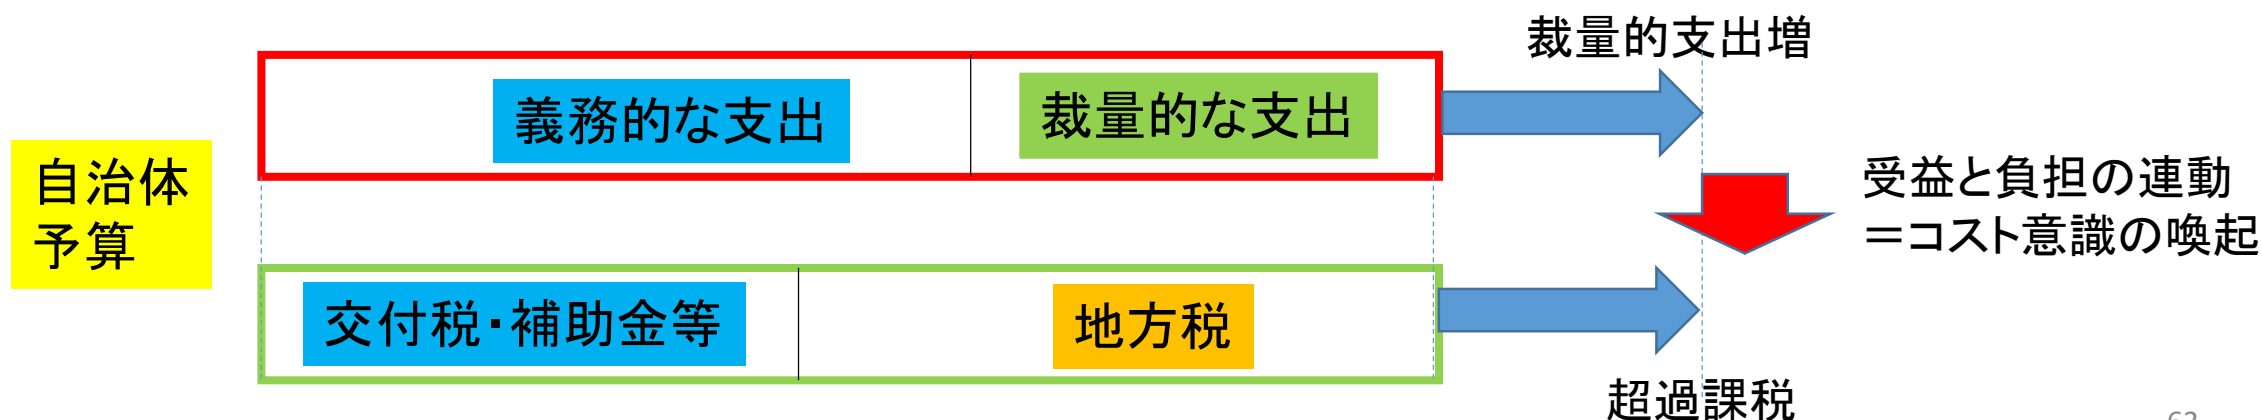 裁量的支出増
義務的な支出
裁量的な支出
自治体
予算
受益と負担の連動
=コスト意識の喚起
交付税・補助金等
地方税
超過課税